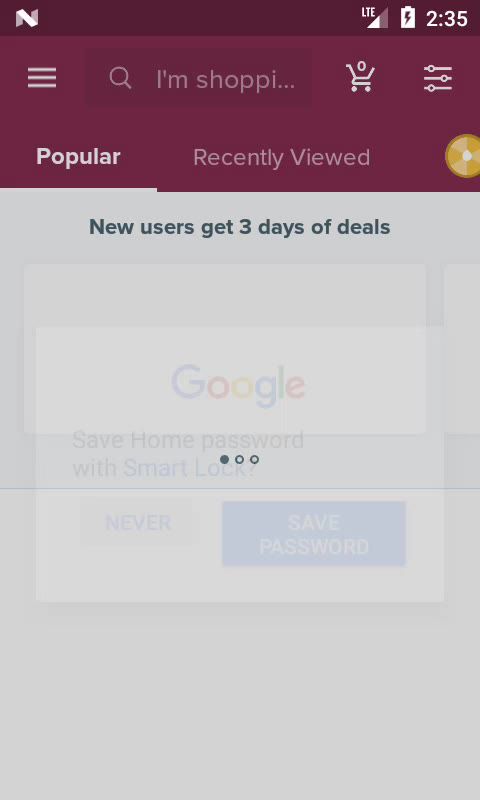 LTE 2:35
I'm shoppi... 0
Popular Recently Viewed
New users get 3 days of deals
Google
Save Home password
with Smart Lock?
NEVER SAVE
PASSWORD